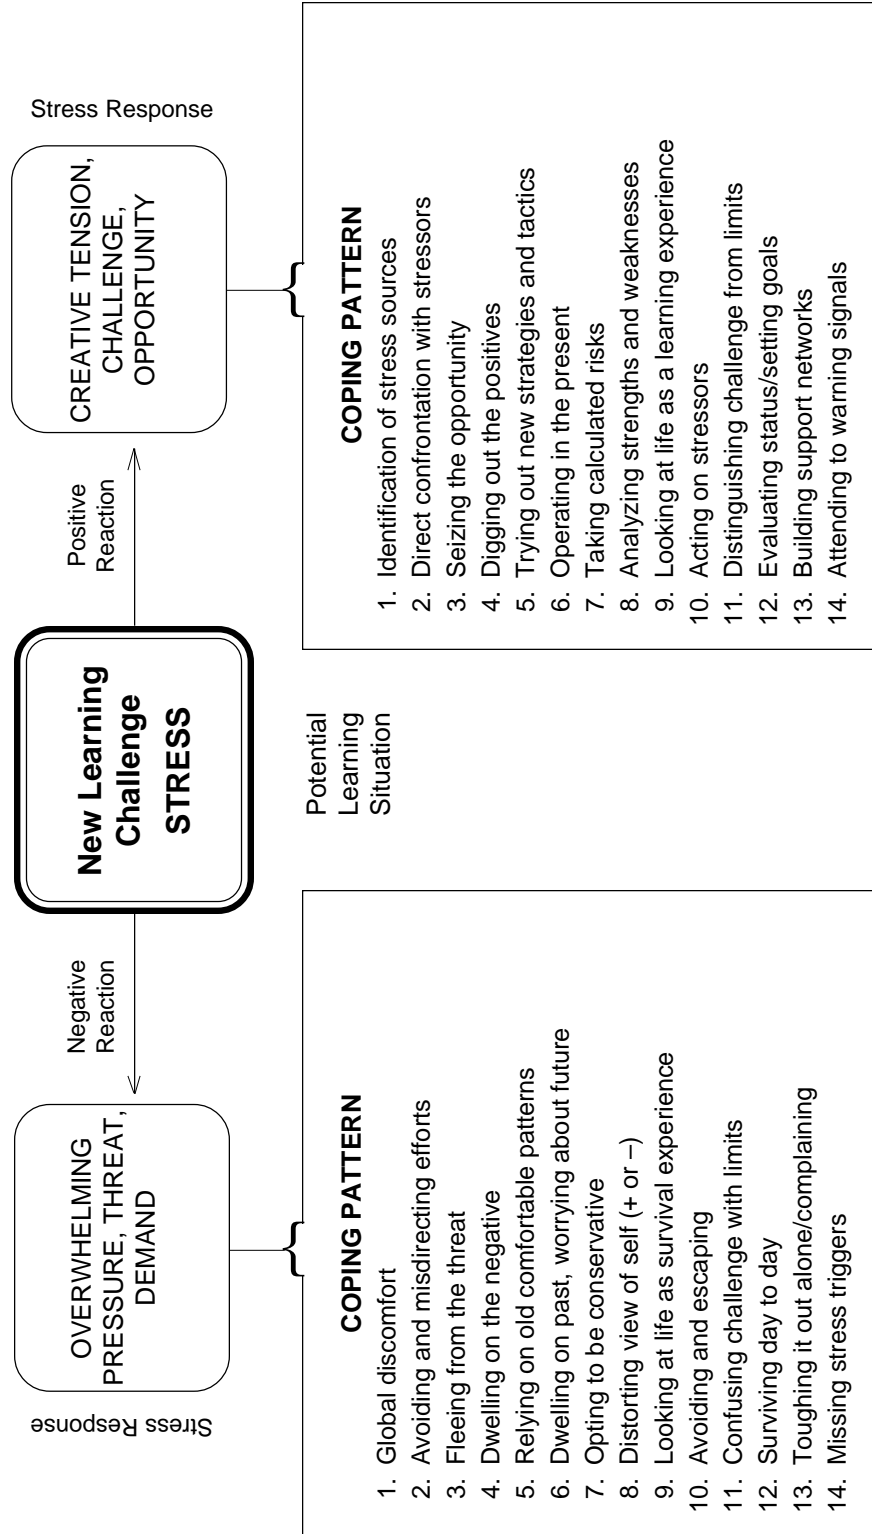 Stress Response
OVERWHELMING
PRESSURE, THREAT,
DEMAND
Negative
Reaction
New Learning
Challenge
STRESS
Positive
Reaction
CREATIVE TENSION,
CHALLENGE,
OPPORTUNITY
Stress Response
Potential
Learning
Situation
COPING PATTERN
1. Global discomfort
2. Avoiding and misdirecting efforts
3. Fleeing from the threat
4. Dwelling on the negative
5. Relying on old comfortable patterns
6. Dwelling on past, worrying about future
7. Opting to be conservative
8. Distorting view of self (+ or –)
9. Looking at life as survival experience
10. Avoiding and escaping
11. Confusing challenge with limits
12. Surviving day to day
13. Toughing it out alone/complaining
14. Missing stress triggers
COPING PATTERN
1. Identification of stress sources
2. Direct confrontation with stressors
3. Seizing the opportunity
4. Digging out the positives
5. Trying out new strategies and tactics
6. Operating in the present
7. Taking calculated risks
8. Analyzing strengths and weaknesses
9. Looking at life as a learning experience
10. Acting on stressors
11. Distinguishing challenge from limits
12. Evaluating status/setting goals
13. Building support networks
14. Attending to warning signals